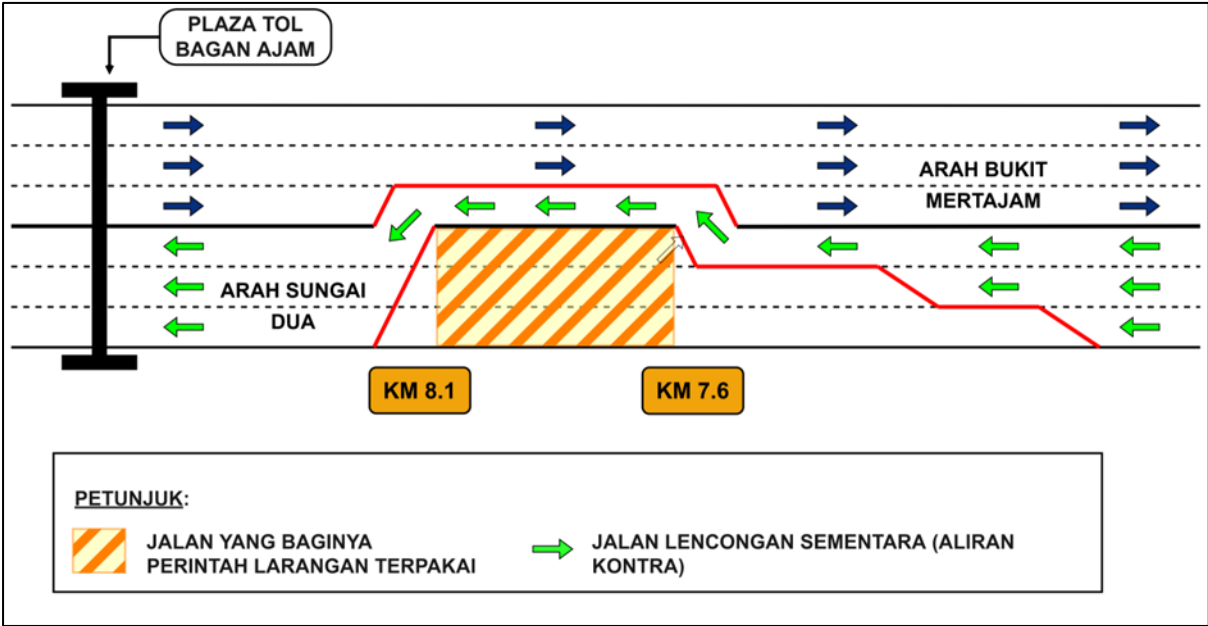 PLAZA TOL
BAGAN AJAM
ARAH BUKIT
MERTAJAM
ARAH SUNGAI
DUA
KM 8.1
KM 7.6
PETUNJUK:
JALAN YANG BAGINYA
PERINTAH LARANGAN TERPAKAI
JALAN LENCONGAN SEMENTARA (ALIRAN
KONTRA)